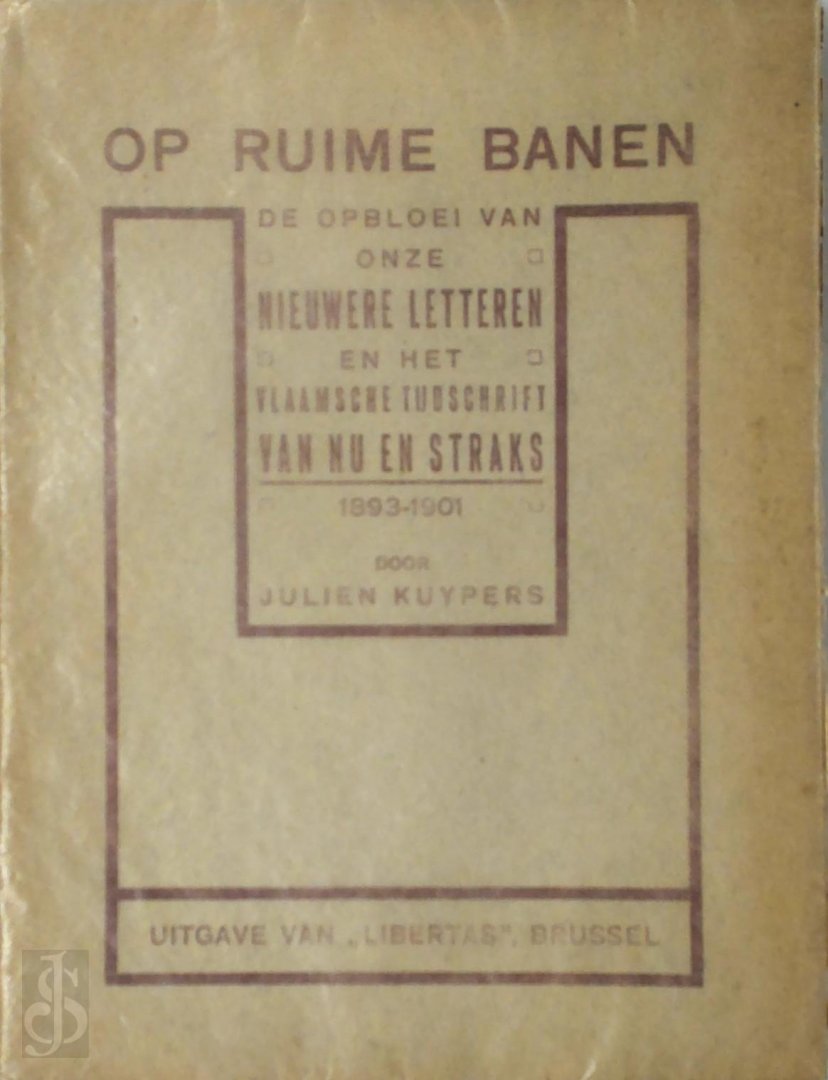 OP RUIME BANEN
DE OPBLOEI VAN
ONZE
NIEUWERE LETTEREN
EN HET
VLAAMSCHE TIJDSCHRIFT
VAN NU EN STRAKS
1893-1901
DOOR
JULIEN KUYPERS
UITGAVE VAN „LIBERTAS”, BRUSSEL
JS